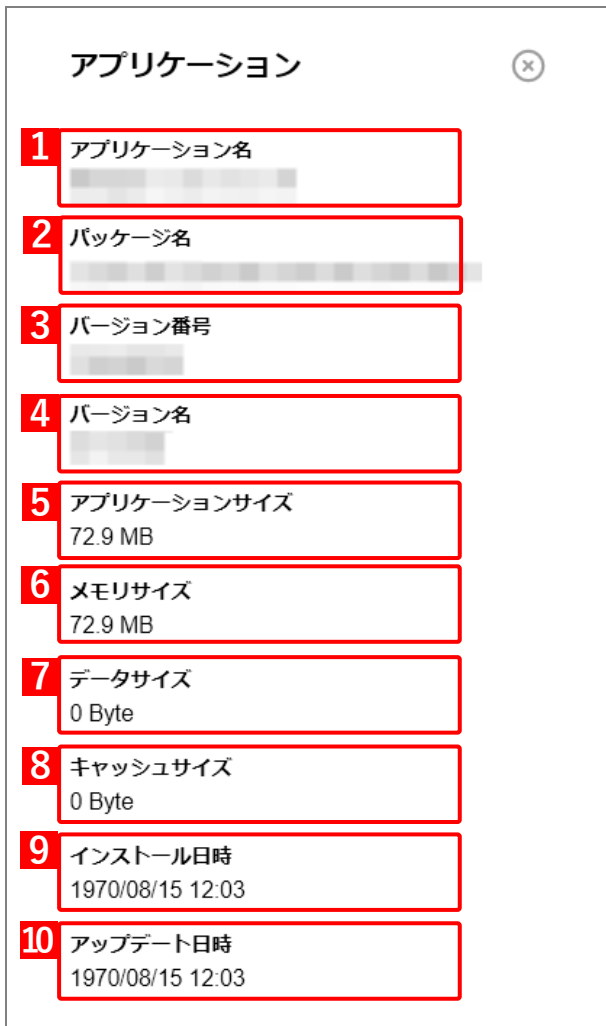 アプリケーション
1 アプリケーション名
2 パッケージ名
3 バージョン番号
4 バージョン名
5 アプリケーションサイズ
72.9 MB
6 メモリサイズ
72.9 MB
7 データサイズ
0 Byte
8 キャッシュサイズ
0 Byte
9 インストール日時
1970/08/15 12:03
10 アップデート日時
1970/08/15 12:03